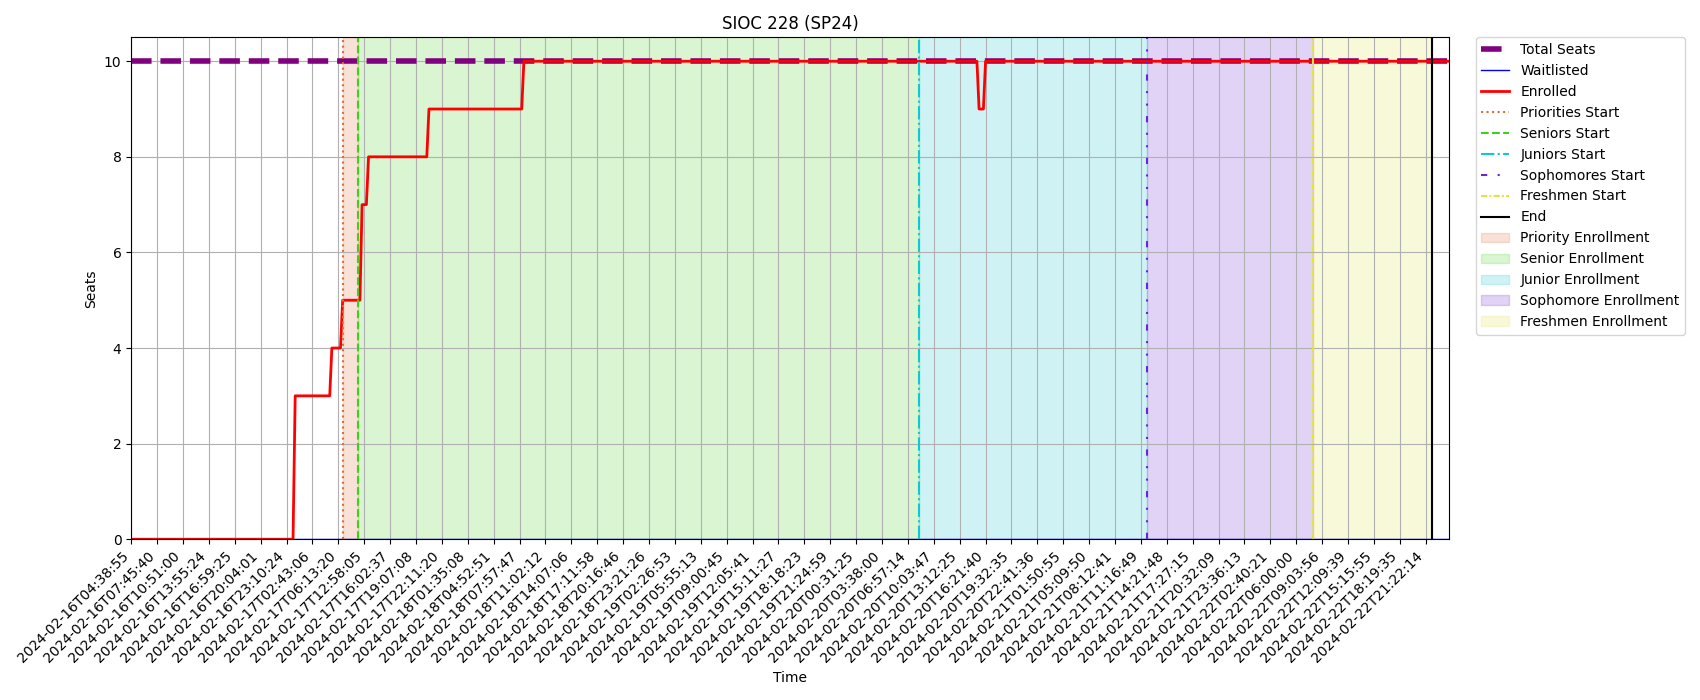 SIOC 228 (SP24)
10
8
6
4
2
0
Seats
2024-02-16T04:38:55
2024-02-16T07:45:40
2024-02-16T10:51:00
2024-02-16T13:55:24
2024-02-16T16:59:25
2024-02-16T20:04:01
2024-02-16T23:10:24
2024-02-17T02:43:06
2024-02-17T06:13:20
2024-02-17T12:58:05
2024-02-17T16:02:37
2024-02-17T19:07:08
2024-02-17T22:11:20
2024-02-18T01:35:08
2024-02-18T04:52:51
2024-02-18T07:57:47
2024-02-18T11:02:12
2024-02-18T14:07:06
2024-02-18T17:11:58
2024-02-18T20:16:46
2024-02-18T23:21:26
2024-02-19T02:26:53
2024-02-19T05:55:13
2024-02-19T09:00:45
2024-02-19T12:05:41
2024-02-19T15:11:27
2024-02-19T18:18:23
2024-02-19T21:24:59
2024-02-20T00:31:25
2024-02-20T03:38:00
2024-02-20T06:57:14
2024-02-20T10:03:47
2024-02-20T13:12:25
2024-02-20T16:21:40
2024-02-20T19:32:35
2024-02-20T22:41:36
2024-02-21T01:50:55
2024-02-21T05:09:50
2024-02-21T08:12:41
2024-02-21T11:16:49
2024-02-21T14:21:48
2024-02-21T17:27:15
2024-02-21T20:32:09
2024-02-21T23:36:13
2024-02-22T02:40:21
2024-02-22T06:00:00
2024-02-22T09:03:56
2024-02-22T12:09:39
2024-02-22T15:15:55
2024-02-22T18:19:35
2024-02-22T21:22:14
Time
Total Seats
Waitlisted
Enrolled
Priorities Start
Seniors Start
Juniors Start
Sophomores Start
Freshmen Start
End
Priority Enrollment
Senior Enrollment
Junior Enrollment
Sophomore Enrollment
Freshmen Enrollment